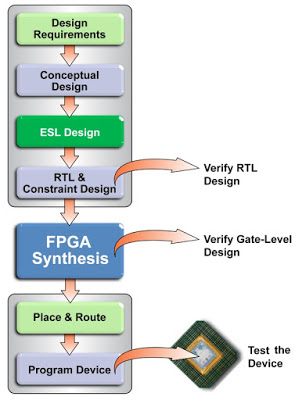 Design
Requirements
Conceptual
Design
ESL Design
RTL &
Constraint Design
Verify RTL
Design
FPGA
Synthesis
Verify Gate-Level
Design
Place & Route
Program Device
Test the
Device